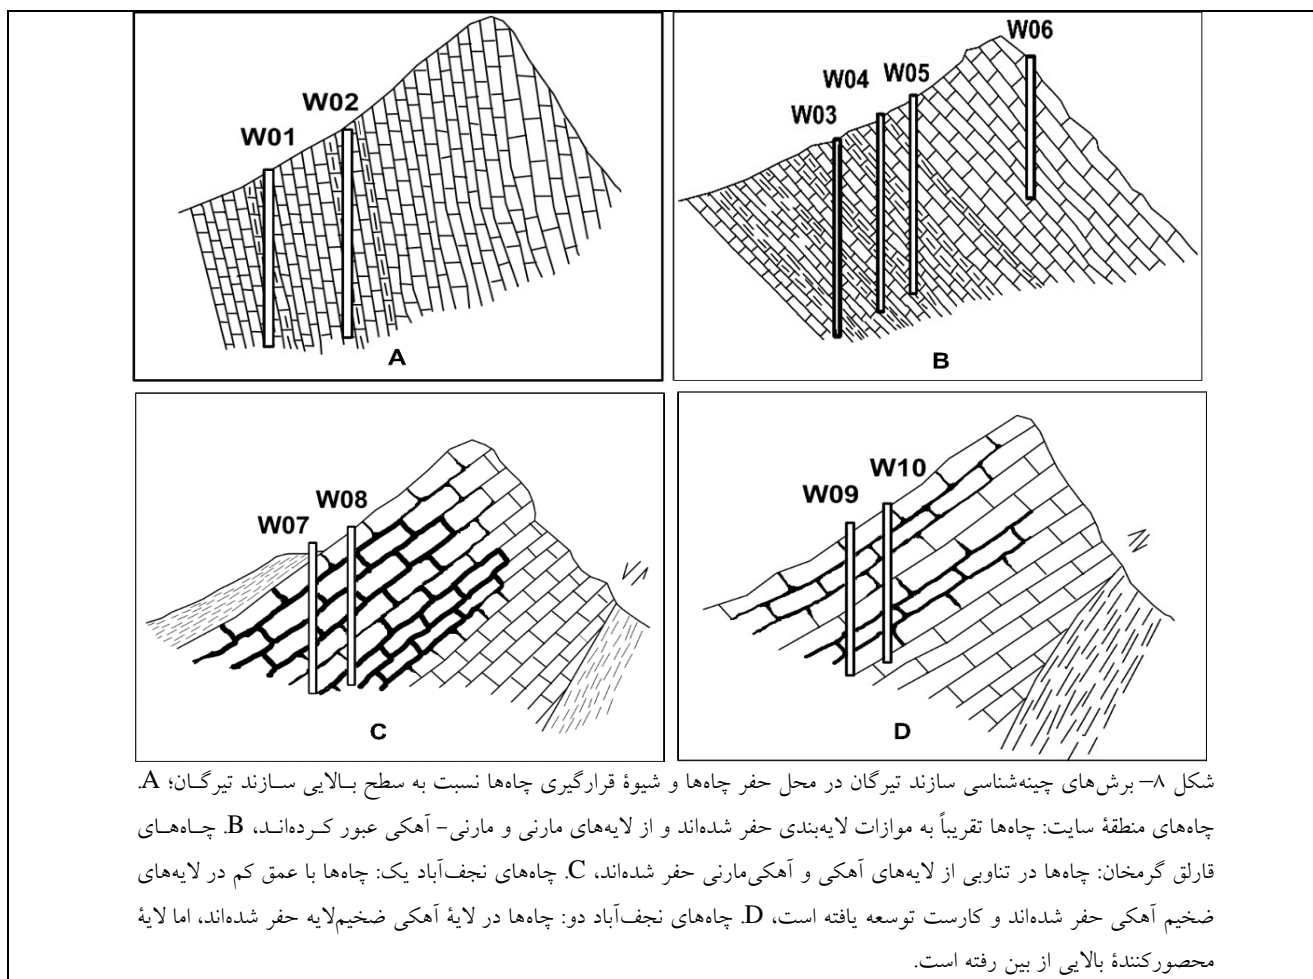 W01
W02
A
W03
W04
W05
W06
B
W07
W08
C
W09
W10
D
شکل ۸– برش‌های چینه‌شناسی سازند تیرگان در محل حفر چاه‌ها و شیوۀ قرارگیری چاه‌ها نسبت به سطح بـالایی سـازند تیرگـان؛ A.
چاه‌های منطقۀ سایت: چاه‌ها تقریباً به موازات لایه‌بندی حفر شده‌اند و از لایه‌های مارنی و مارنی– آهکی عبور کـرده‌انـد، B. چـاه‌هـای
قارلق گرمخان: چاه‌ها در تناوبی از لایه‌های آهکی و آهکی‌مارنی حفر شده‌اند، C. چاه‌های نجف‌آباد یک: چاه‌ها با عمق کم در لایه‌های
ضخیم آهکی حفر شده‌اند و کارست توسعه یافته است، D. چاه‌های نجف‌آباد دو: چاه‌ها در لایۀ آهکی ضخیم‌لایه حفر شده‌اند، اما لایۀ
محصورکنندۀ بالایی از بین رفته است.